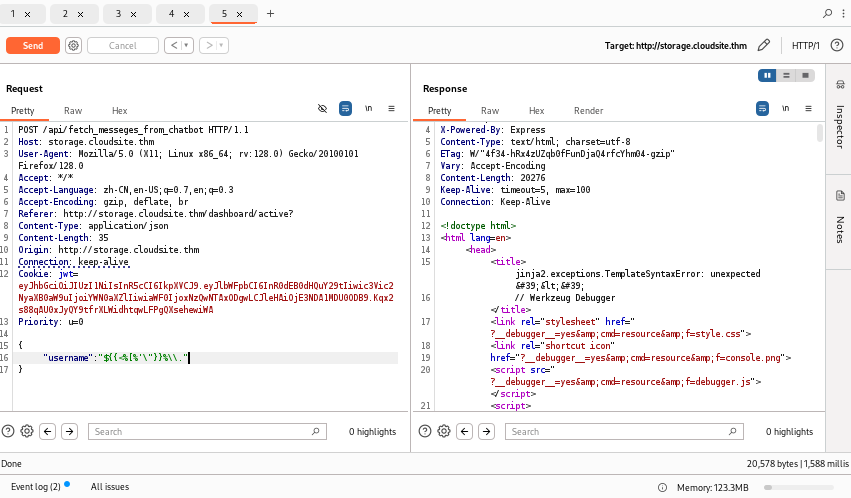 1 × 2 × 3 × 4 × 5 × +
Send Cancel < > Target: http://storage.cloudsite.thm HTTP/1
Request
Pretty Raw Hex \n
1 POST /api/fetch_messeges_from_chatbot HTTP/1.1
2 Host: storage.cloudsite.thm
3 User-Agent: Mozilla/5.0 (X11; Linux x86_64; rv:128.0) Gecko/20100101
Firefox/128.0
4 Accept: */*
5 Accept-Language: zh-CN,en-US;q=0.7,en;q=0.3
6 Accept-Encoding: gzip, deflate, br
7 Referer: http://storage.cloudsite.thm/dashboard/active?
8 Content-Type: application/json
9 Content-Length: 35
10 Origin: http://storage.cloudsite.thm
11 Connection: keep-alive
12 Cookie: jwt=
13 Priority: u=0
14
15 {
16 "username":"${{<%[%'\"}}%\\."
17 }
Search 0 highlights
Response
Pretty Raw Hex Render \n
4 X-Powered-By: Express
5 Content-Type: text/html; charset=utf-8
6 ETag: W/"4f34-hRx4zUZqb0fFunDjaQ4rfcYhm04-gzip"
7 Vary: Accept-Encoding
8 Content-Length: 20276
9 Keep-Alive: timeout=5, max=100
10 Connection: Keep-Alive
11
12 <!doctype html>
13 <html lang=en>
14 <head>
15 <title>
jinja2.exceptions.TemplateSyntaxError: unexpected
&#39;&lt;&#39;
16 // Werkzeug Debugger
</title>
17 <link rel="stylesheet" href="
?__debugger__=yes&amp;cmd=resource&amp;f=style.css">
18 <link rel="shortcut icon"
19 href="?__debugger__=yes&amp;cmd=resource&amp;f=console.png">
20 <script src="
?__debugger__=yes&amp;cmd=resource&amp;f=debugger.js">
</script>
21 <script>
Search 0 highlights
Inspector
Notes
Done 20,578 bytes | 1,588 millis
Event log (2) All issues Memory: 123.3MB